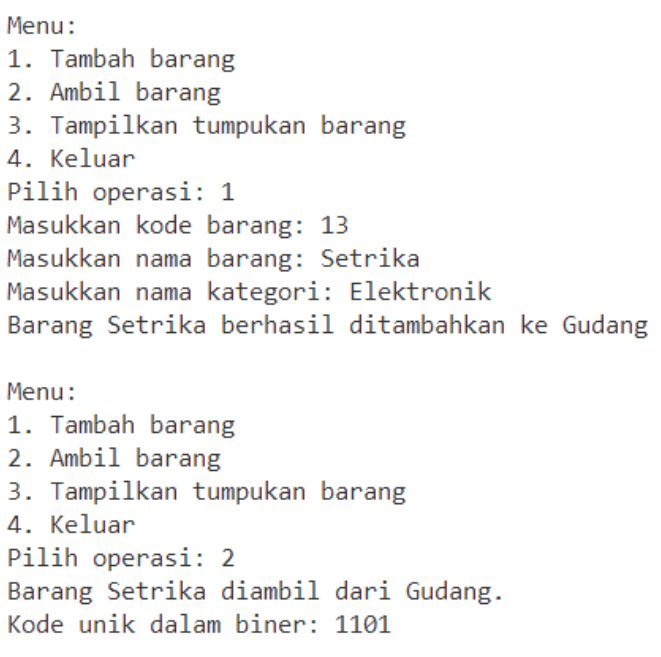 Menu:
1. Tambah barang
2. Ambil barang
3. Tampilkan tumpukan barang
4. Keluar
Pilih operasi: 1
Masukkan kode barang: 13
Masukkan nama barang: Setrika
Masukkan nama kategori: Elektronik
Barang Setrika berhasil ditambahkan ke Gudang

Menu:
1. Tambah barang
2. Ambil barang
3. Tampilkan tumpukan barang
4. Keluar
Pilih operasi: 2
Barang Setrika diambil dari Gudang.
Kode unik dalam biner: 1101